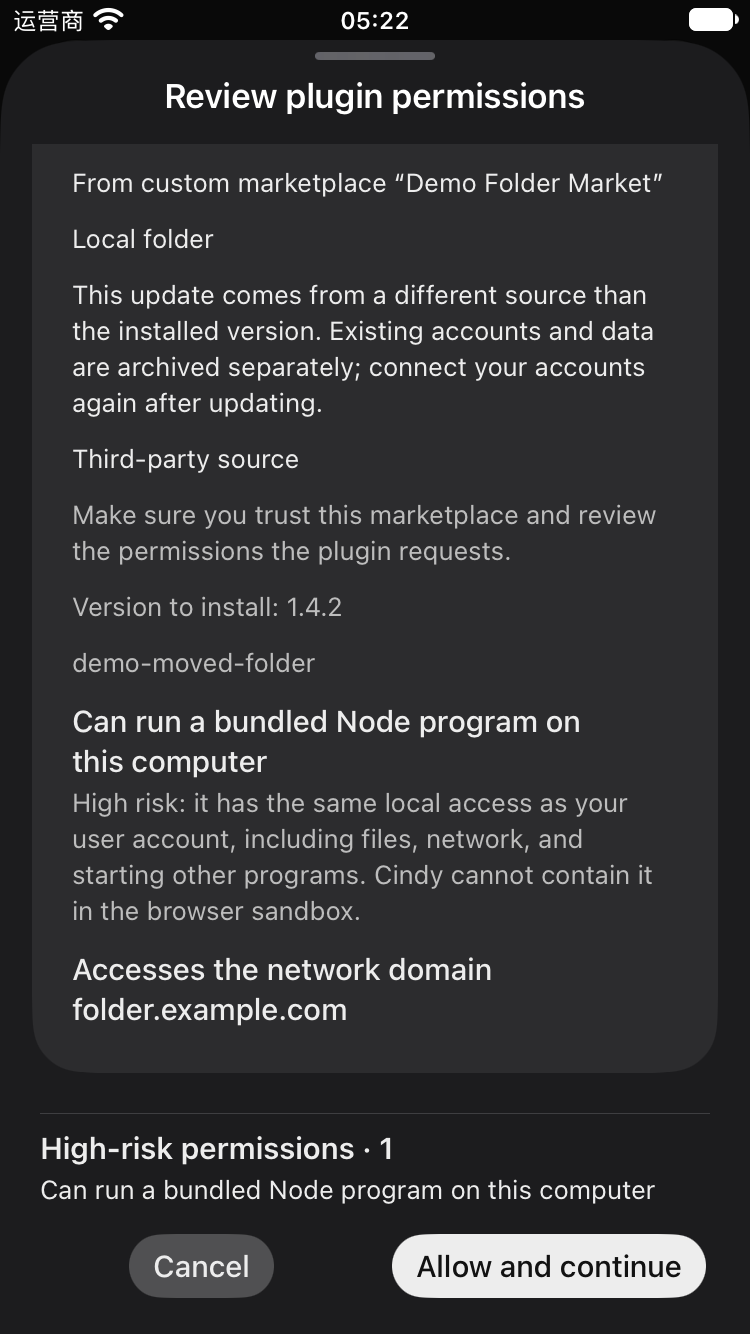 运营商
05:22
Review plugin permissions
From custom marketplace “Demo Folder Market”
Local folder
This update comes from a different source than
the installed version. Existing accounts and data
are archived separately; connect your accounts
again after updating.
Third-party source
Make sure you trust this marketplace and review
the permissions the plugin requests.
Version to install: 1.4.2
demo-moved-folder
Can run a bundled Node program on
this computer
High risk: it has the same local access as your
user account, including files, network, and
starting other programs. Cindy cannot contain it
in the browser sandbox.
Accesses the network domain
folder.example.com
High-risk permissions · 1
Can run a bundled Node program on this computer
Cancel
Allow and continue